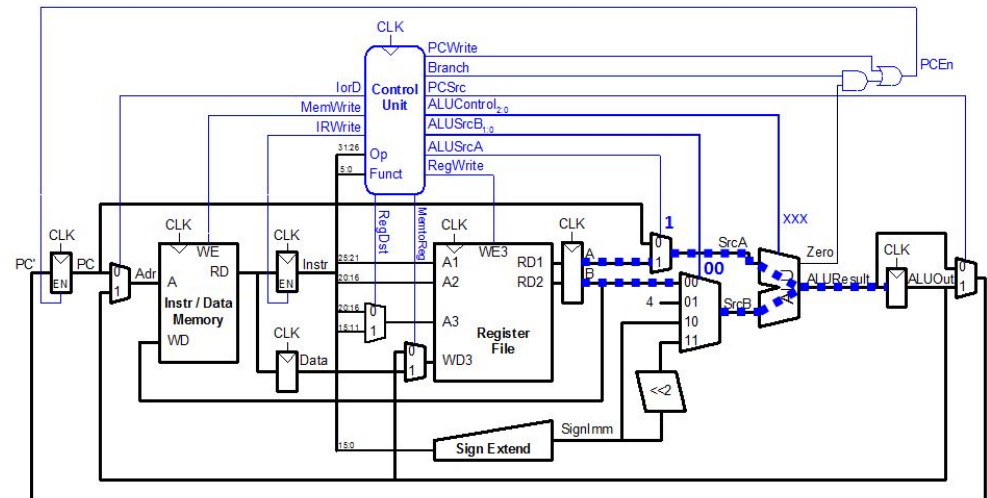 CLK
PCWrite
Branch
PCEn
IorD
Control
Unit
PCSrc
MemWrite
ALUControl2:0
IRWrite
ALUSrcB1:0
31:26
Op
ALUSrcA
5:0
Funct
RegWrite
RegDst
MemtoReg
1
00
XXX
CLK
CLK
CLK
CLK
CLK
CLK
PC'
EN
PC
0
1
Adr
WE
A
RD
Instr / Data
Memory
WD
EN
Instr
25:21
20:16
20:16
15:11
0
1
A1
A2
A3
WD3
WE3
RD1
RD2
Register
File
A
B
0
1
SrcA
00
4
01
10
11
SrcB
ALU
Zero
ALUResult
ALUOut
0
1
Data
0
1
<<2
SignImm
15:0
Sign Extend